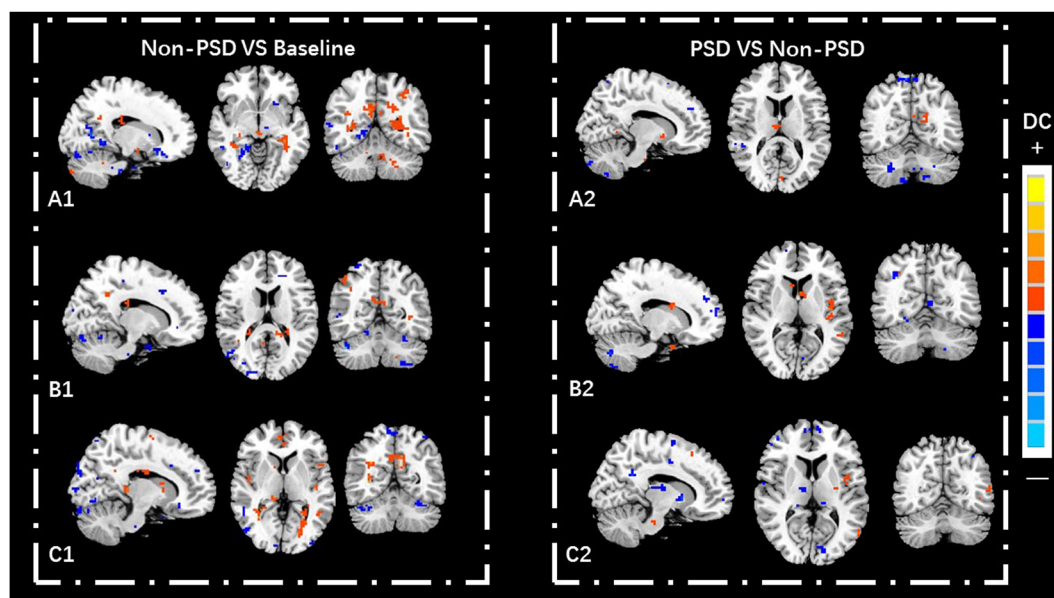 Non-PSD VS Baseline
PSD VS Non-PSD
DC
+
A1
A2
B1
B2
C1
C2
—